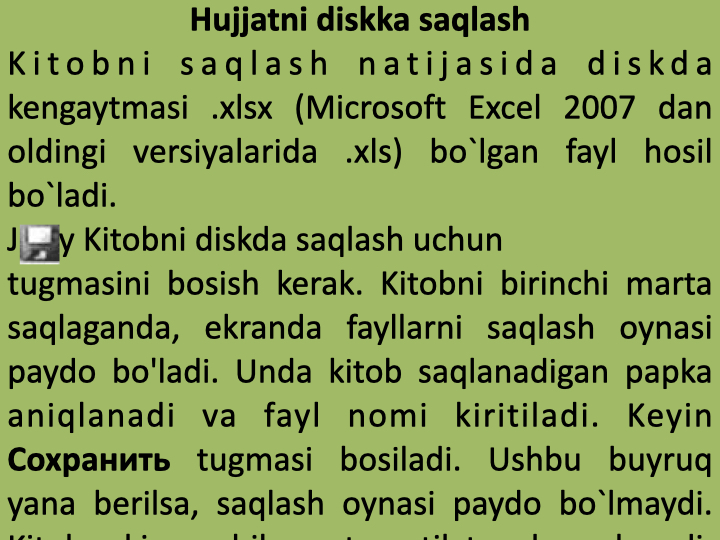 Hujjatni diskka saqlash
Kitobni saqlash natijasida diskda
kengaytmasi .xlsx (Microsoft Excel 2007 dan
oldingi versiyalarida .xls) bo`lgan fayl hosil
bo`ladi.
Kitobni diskda saqlash uchun
tugmasini bosish kerak. Kitobni birinchi marta
saqlaganda, ekranda fayllarni saqlash oynasi
paydo bo'ladi. Unda kitob saqlanadigan papka
aniqlanadi va fayl nomi kiritiladi. Keyin
Сохранить tugmasi bosiladi. Ushbu buyruq
yana berilsa, saqlash oynasi paydo bo`lmaydi.